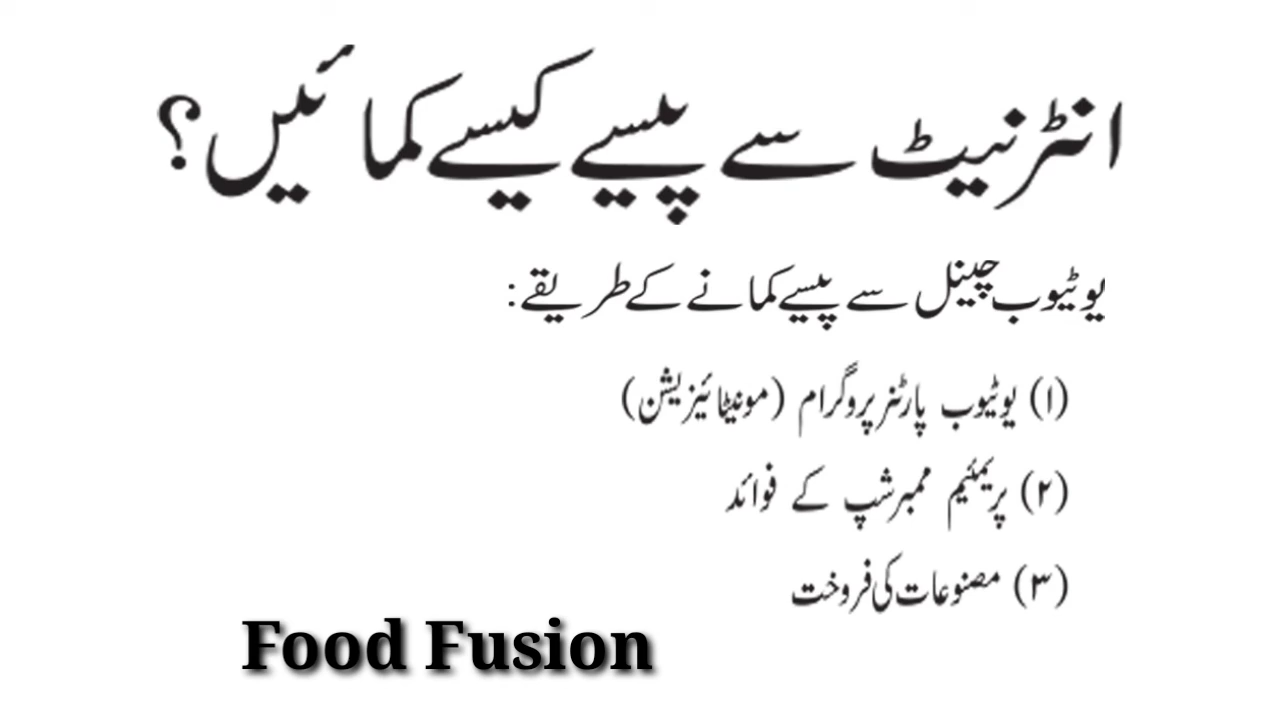 انٹرنیٹ سے پیسے کیسے کمائیں؟
یوٹیوب چینل سے پیسے کمانے کے طریقے:
(۱) یوٹیوب پارٹنر پروگرام (مونیٹائیزیشن)
(۲) پریمئیم ممبرشپ کے فوائد
(۳) مصنوعات کی فروخت
Food Fusion